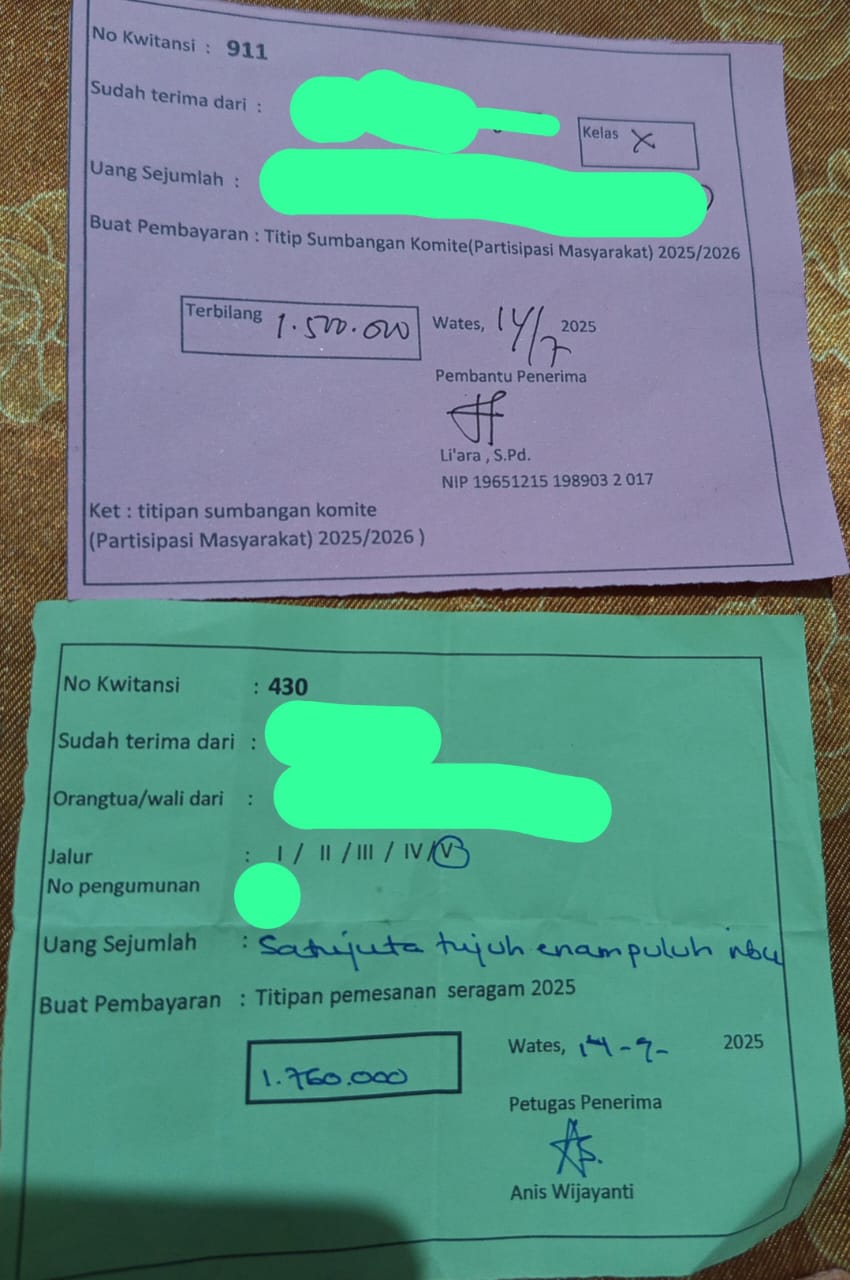 No Kwitansi : 911
Sudah terima dari :
Kelas X
Uang Sejumlah :
Buat Pembayaran : Titip Sumbangan Komite(Partisipasi Masyarakat) 2025/2026
Terbilang 1.500.000
Wates, 14/7 2025
Pembantu Penerima
Li'ara , S.Pd.
NIP 19651215 198903 2 017
Ket : titipan sumbangan komite
(Partisipasi Masyarakat) 2025/2026 )
No Kwitansi : 430
Sudah terima dari :
Orangtua/wali dari :
Jalur : I / II / III / IV / V
No pengumunan
Uang Sejumlah : Satu juta tujuh enam puluh ribu
Buat Pembayaran : Titipan pemesanan seragam 2025
1.760.000
Wates, 14-7- 2025
Petugas Penerima
Anis Wijayanti